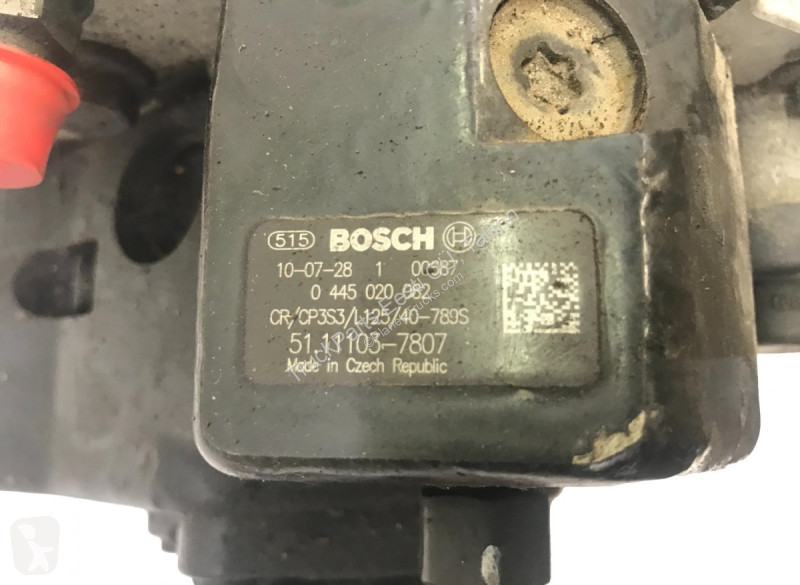 515 BOSCH
10-07-28 1 00387
0 445 020 082
CR/CP3S3/L125/40-789S
51.11103-7807
Made in Czech Republic